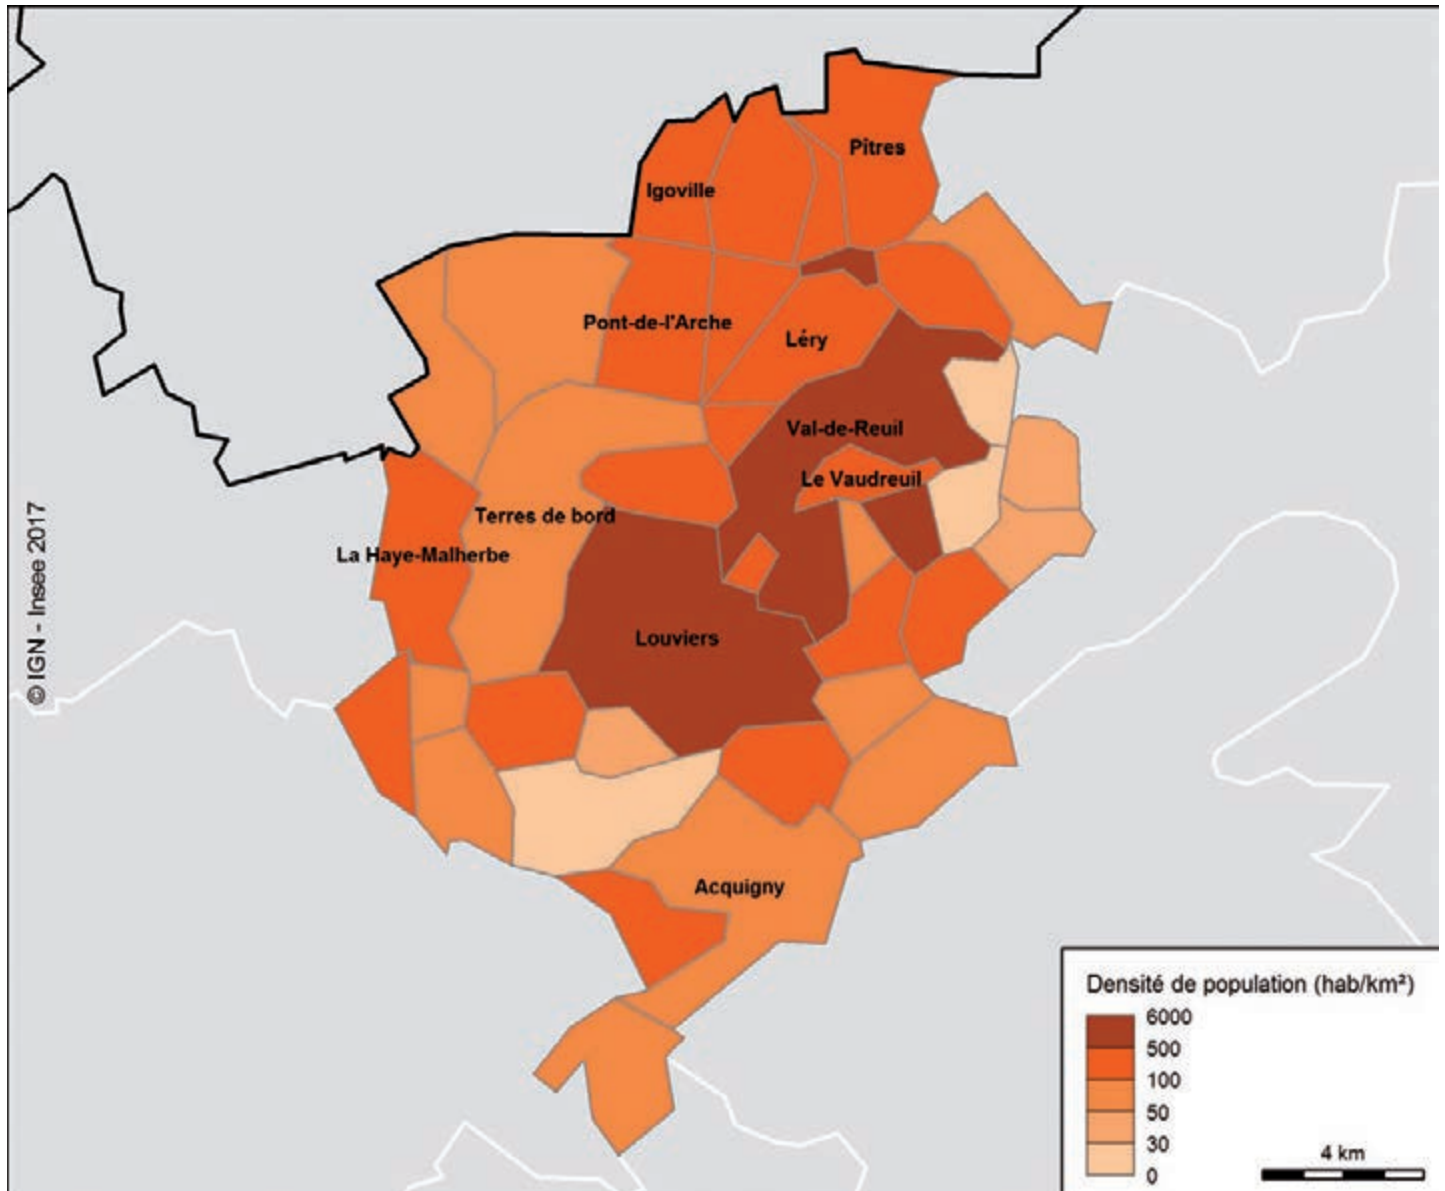 Pîtres
Igoville
Pont-de-l'Arche
Léry
Val-de-Reuil
Le Vaudreuil
Terres de bord
La Haye-Malherbe
Louviers
Acquigny
© IGN - Insee 2017
Densité de population (hab/km²)
6000
500
100
50
30
0
4 km